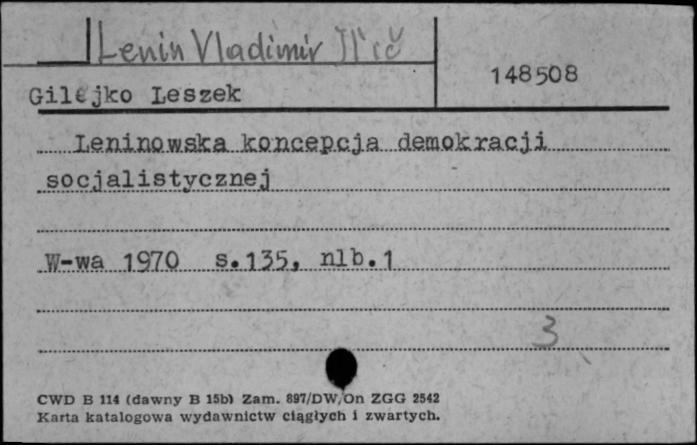 Lenin Vladimir Il'ič
148508
Gilejko Leszek
Leninowska koncepcja demokracji
socjalistycznej
W-wa 1970 s.135, nlb.1
3
CWD B 114 (dawny B 15b) Zam. 897/DW/On ZGG 2542
Karta katalogowa wydawnictw ciągłych i zwartych.